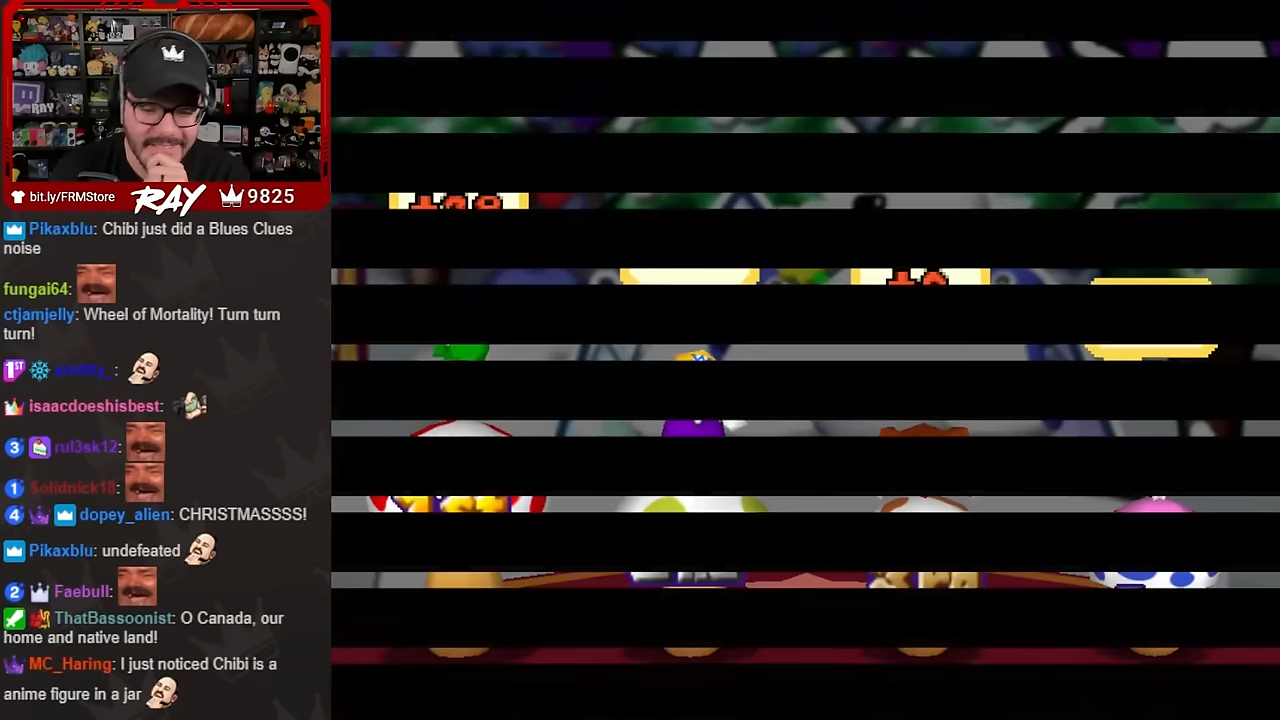 bit.ly/FRMStore
RAY
9825
Pikaxblu: Chibi just did a Blues Clues
noise
fungai64:
ctjamjelly: Wheel of Mortality! Turn turn
turn!
1ST
isaacdoeshisbest:
3 rul3sk12:
1 Solidnick18:
4 dopey_alien: CHRISTMASSSS!
Pikaxblu: undefeated
2 Faebull:
ThatBassoonist: O Canada, our
home and native land!
MC_Haring: I just noticed Chibi is a
anime figure in a jar